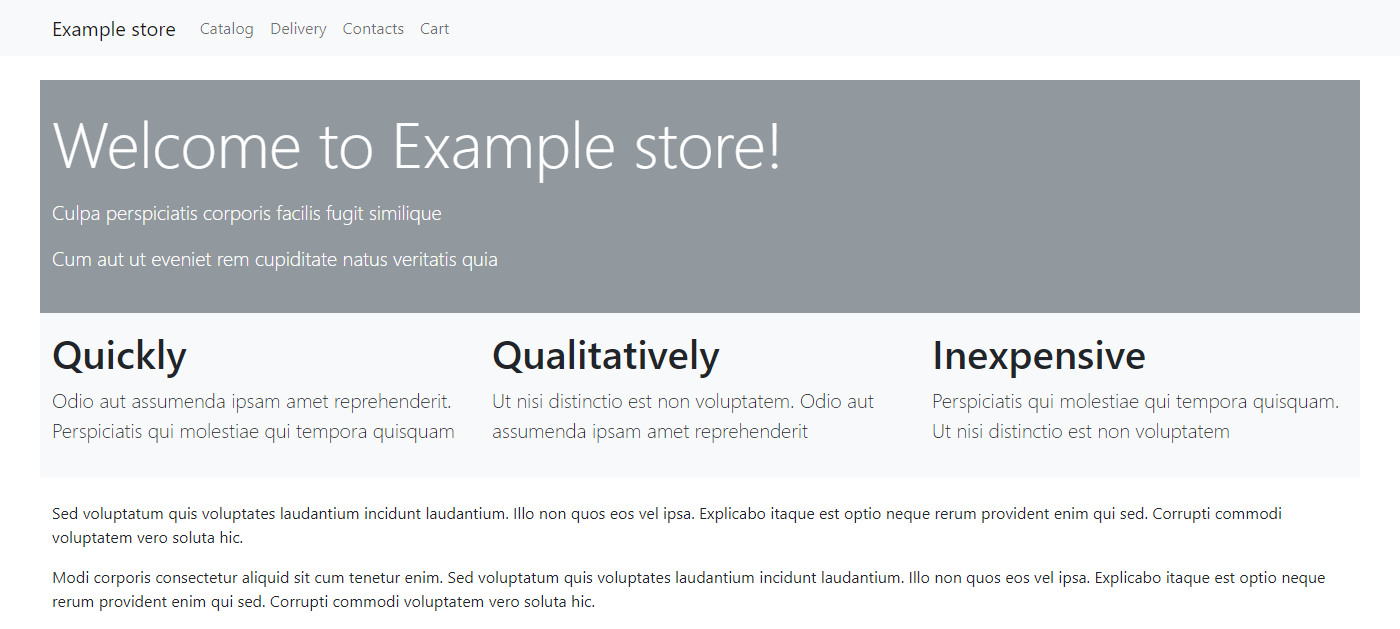 Example store Catalog Delivery Contacts Cart
Welcome to Example store!
Culpa perspiciatis corporis facilis fugit similique
Cum aut ut eveniet rem cupiditate natus veritatis quia
Quickly
Odio aut assumenda ipsam amet reprehenderit.
Perspiciatis qui molestiae qui tempora quisquam
Qualitatively
Ut nisi distinctio est non voluptatem. Odio aut
assumenda ipsam amet reprehenderit
Inexpensive
Perspiciatis qui molestiae qui tempora quisquam.
Ut nisi distinctio est non voluptatem
Sed voluptatum quis voluptates laudantium incidunt laudantium. Illo non quos eos vel ipsa. Explicabo itaque est optio neque rerum provident enim qui sed. Corrupti commodi
voluptatem vero soluta hic.
Modi corporis consectetur aliquid sit cum tenetur enim. Sed voluptatum quis voluptates laudantium incidunt laudantium. Illo non quos eos vel ipsa. Explicabo itaque est optio neque
rerum provident enim qui sed. Corrupti commodi voluptatem vero soluta hic.